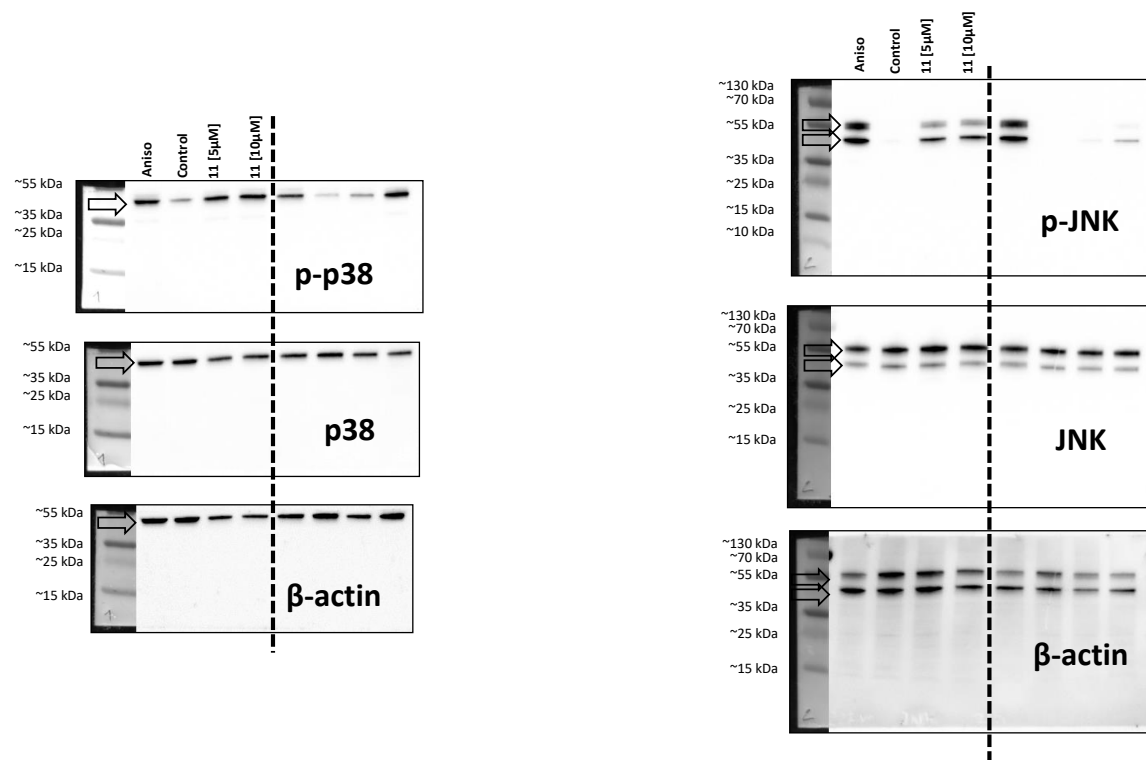 Aniso
Control
11 [5µM]
11 [10µM]
~55 kDa
~35 kDa
~25 kDa
~15 kDa
p-p38
~55 kDa
~35 kDa
~25 kDa
~15 kDa
p38
~55 kDa
~35 kDa
~25 kDa
~15 kDa
β-actin
Aniso
Control
11 [5µM]
11 [10µM]
~130 kDa
~70 kDa
~55 kDa
~35 kDa
~25 kDa
~15 kDa
~10 kDa
p-JNK
~130 kDa
~70 kDa
~55 kDa
~35 kDa
~25 kDa
~15 kDa
JNK
~130 kDa
~70 kDa
~55 kDa
~35 kDa
~25 kDa
~15 kDa
β-actin